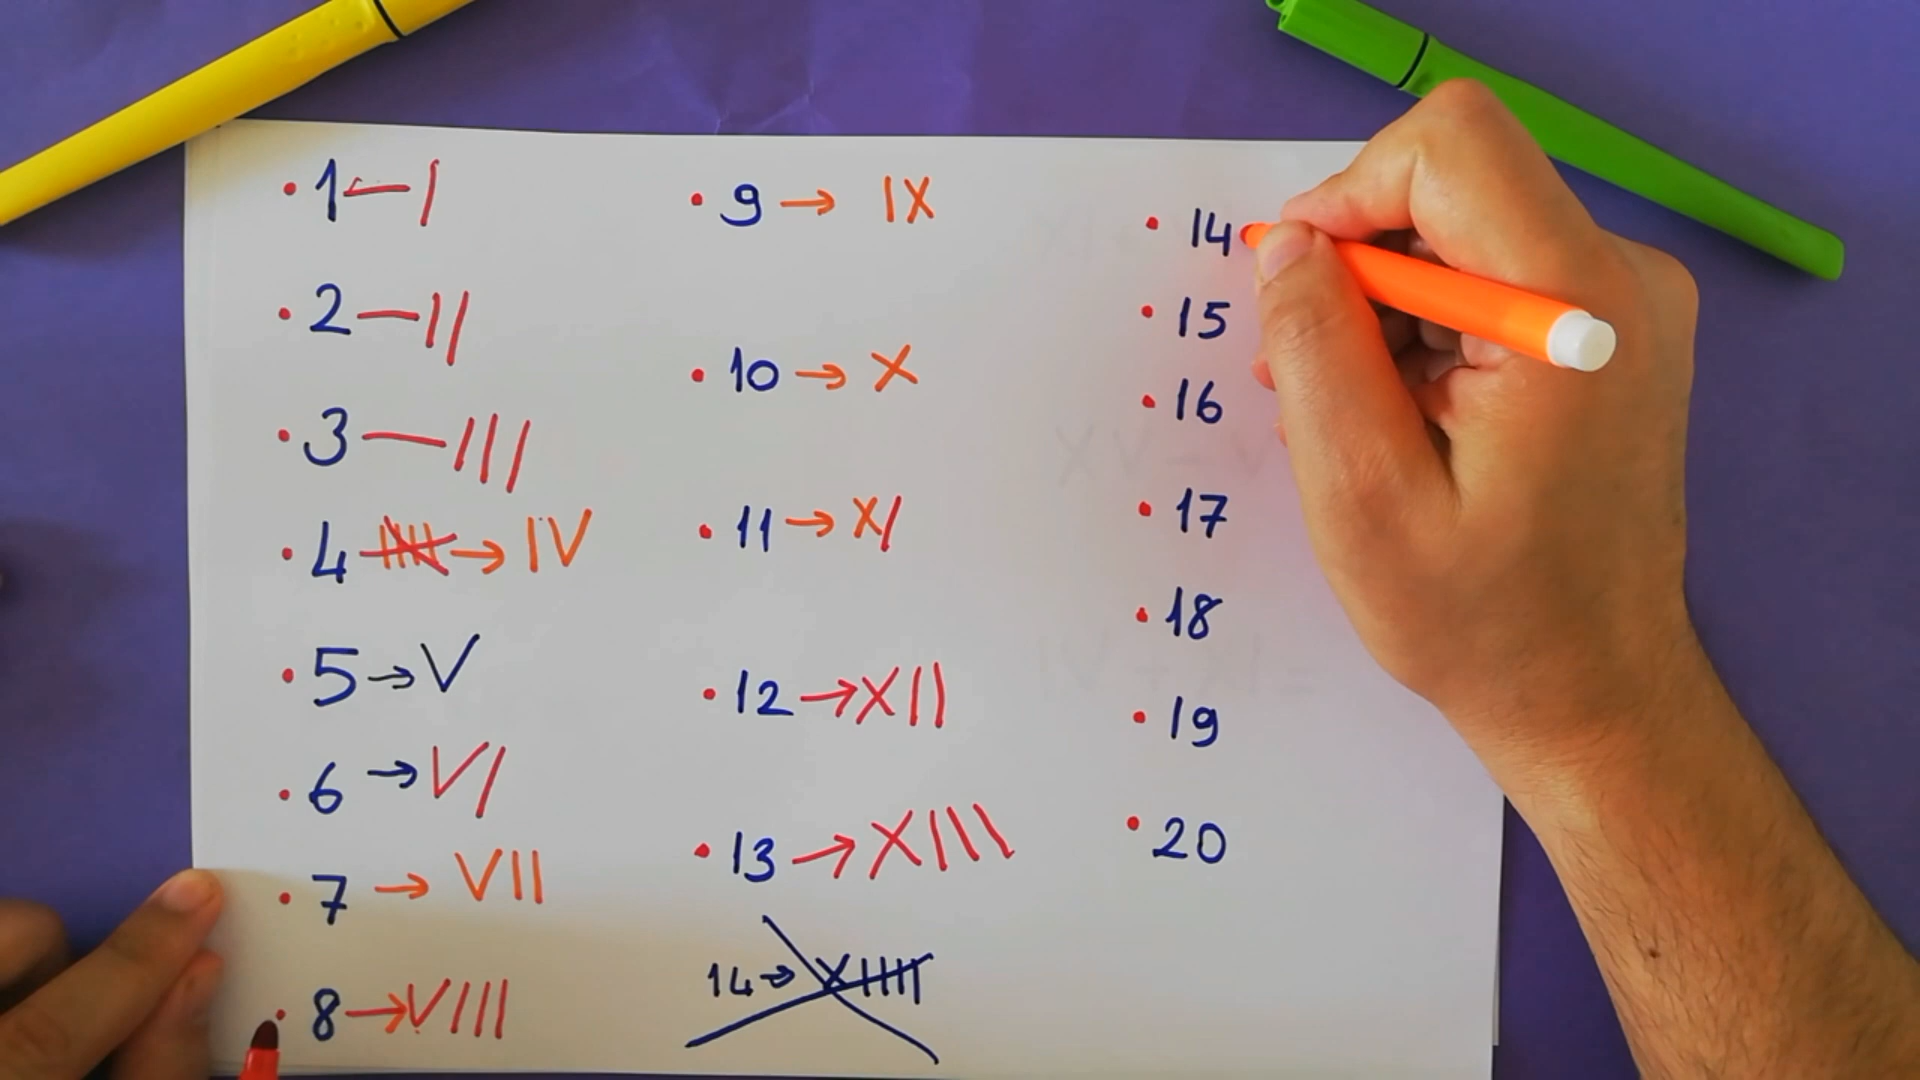 • 1 — I
• 2 — II
• 3 — III
• 4 — IIII → IV
• 5 → V
• 6 → VI
• 7 → VII
• 8 → VIII
• 9 → IX
• 10 → X
• 11 → XI
• 12 → XII
• 13 → XIII
14 → XIIII
• 14
• 15
• 16
• 17
• 18
• 19
• 20